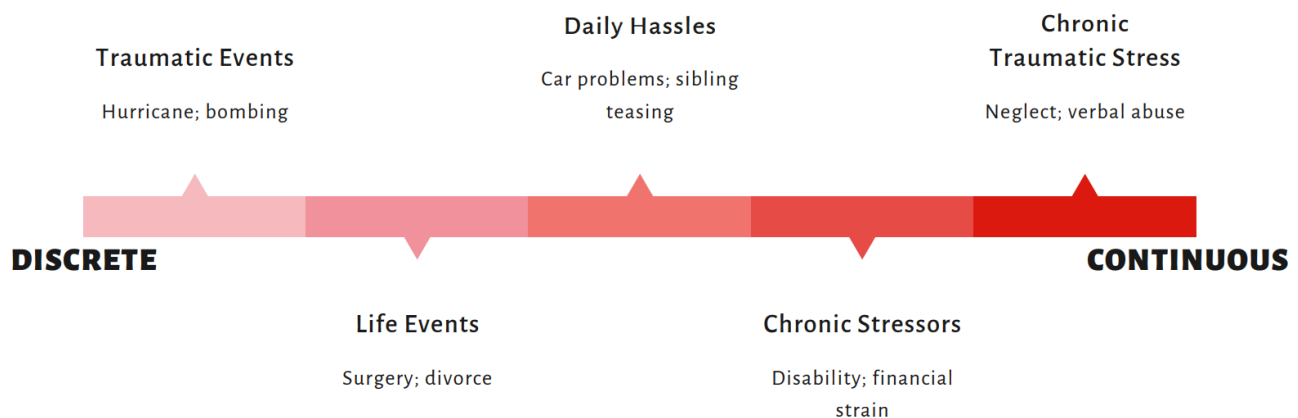 Traumatic Events
Hurricane; bombing
Daily Hassles
Car problems; sibling
teasing
Chronic
Traumatic Stress
Neglect; verbal abuse
DISCRETE
CONTINUOUS
Life Events
Surgery; divorce
Chronic Stressors
Disability; financial
strain